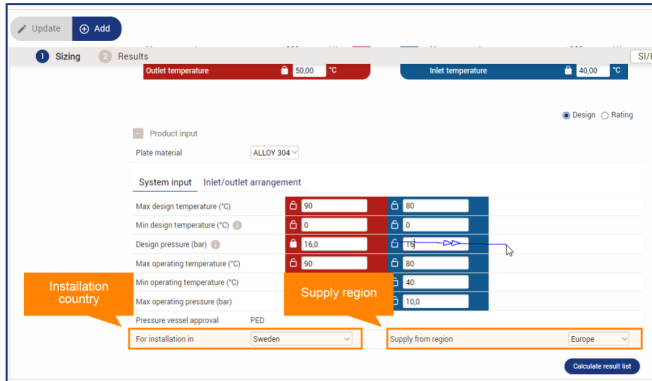 Update Add
1 Sizing 2 Results SI/
Outlet temperature 50,00 °C Inlet temperature 40,00 °C
Design Rating
Product input
Plate material ALLOY 304
System input Inlet/outlet arrangement
Max design temperature (°C) 90 80
Min design temperature (°C) 0 0
Design pressure (bar) 16,0 16
Max operating temperature (°C) 90 80
Min operating temperature (°C) 40
Max operating pressure (bar) 10,0
Installation country
Supply region
Pressure vessel approval PED
For installation in Sweden Supply from region Europe
Calculate result list